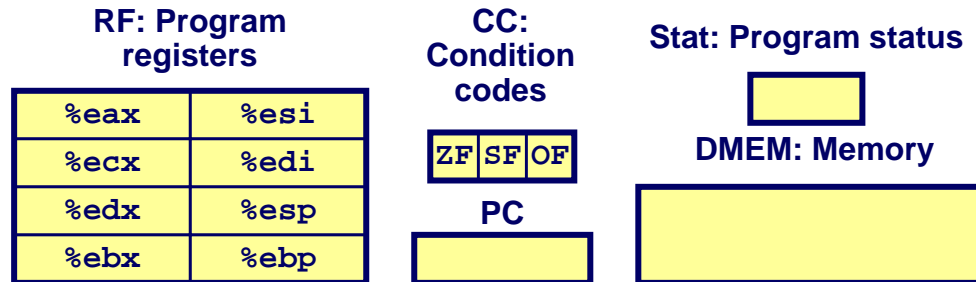 RF: Program
registers
%eax %esi
%ecx %edi
%edx %esp
%ebx %ebp
CC:
Condition
codes
ZF SF OF
PC
Stat: Program status
DMEM: Memory